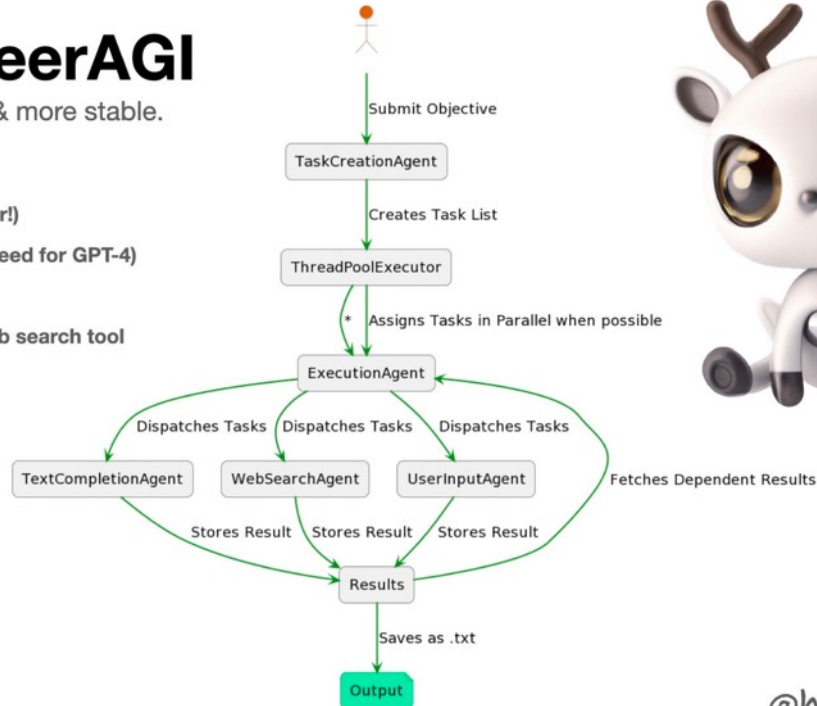 eerAGI
& more stable.
r!)
eed for GPT-4)
b search tool
Submit Objective
TaskCreationAgent
Creates Task List
ThreadPoolExecutor
* Assigns Tasks in Parallel when possible
ExecutionAgent
Dispatches Tasks Dispatches Tasks Dispatches Tasks
TextCompletionAgent WebSearchAgent UserInputAgent Fetches Dependent Results
Stores Result Stores Result Stores Result
Results
Saves as .txt
Output